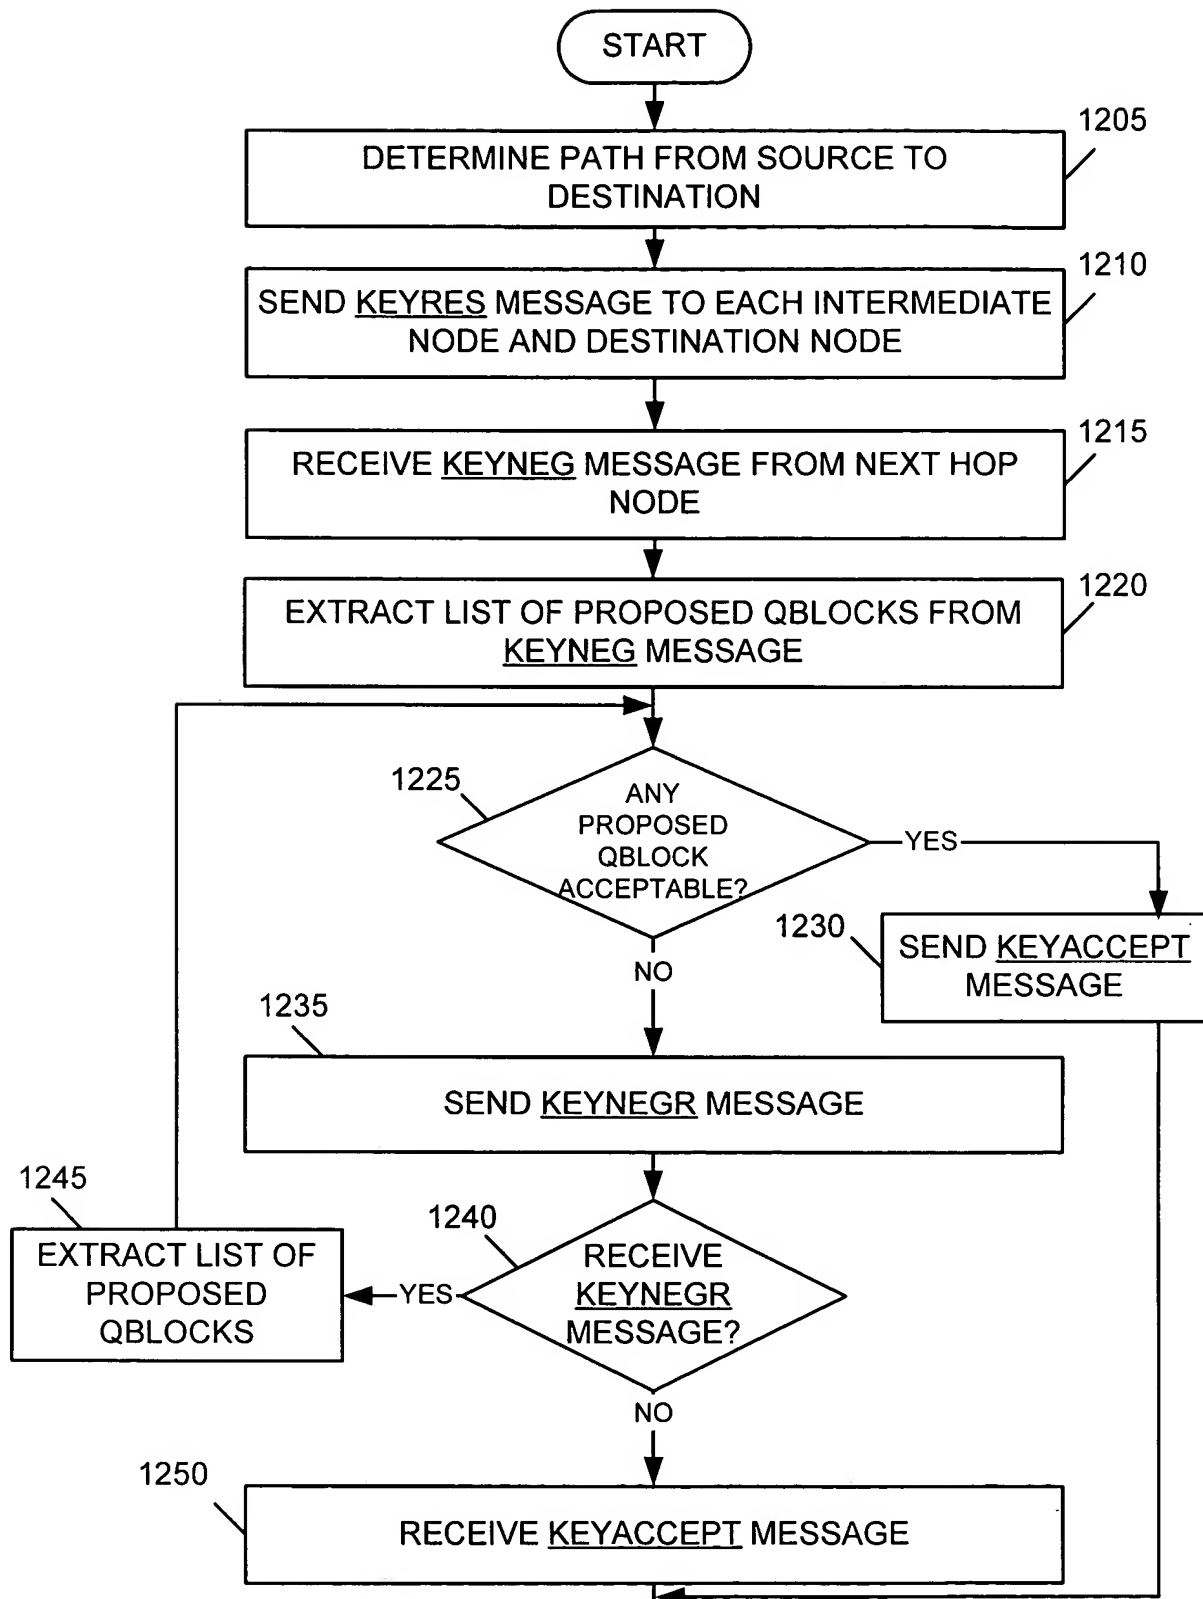 START
1205
DETERMINE PATH FROM SOURCE TO
DESTINATION
1210
SEND KEYRES MESSAGE TO EACH INTERMEDIATE
NODE AND DESTINATION NODE
1215
RECEIVE KEYNEG MESSAGE FROM NEXT HOP
NODE
1220
EXTRACT LIST OF PROPOSED QBLOCKS FROM
KEYNEG MESSAGE
1225
ANY
PROPOSED
QBLOCK
ACCEPTABLE?
YES
1230
SEND KEYACCEPT
MESSAGE
NO
1235
SEND KEYNEGR MESSAGE
1240
RECEIVE
KEYNEGR
MESSAGE?
YES
1245
EXTRACT LIST OF
PROPOSED
QBLOCKS
NO
1250
RECEIVE KEYACCEPT MESSAGE